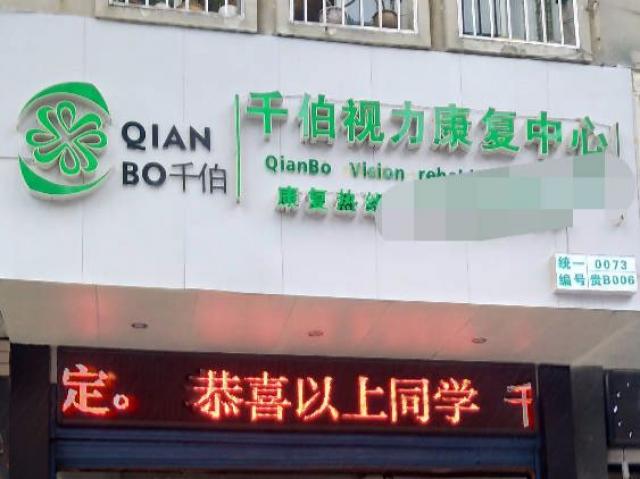 QIAN
BO千伯
千伯视力康复中心
QianBo Vision
康复热
统一 0073
编号 贵B006
定。 恭喜以上同学 千